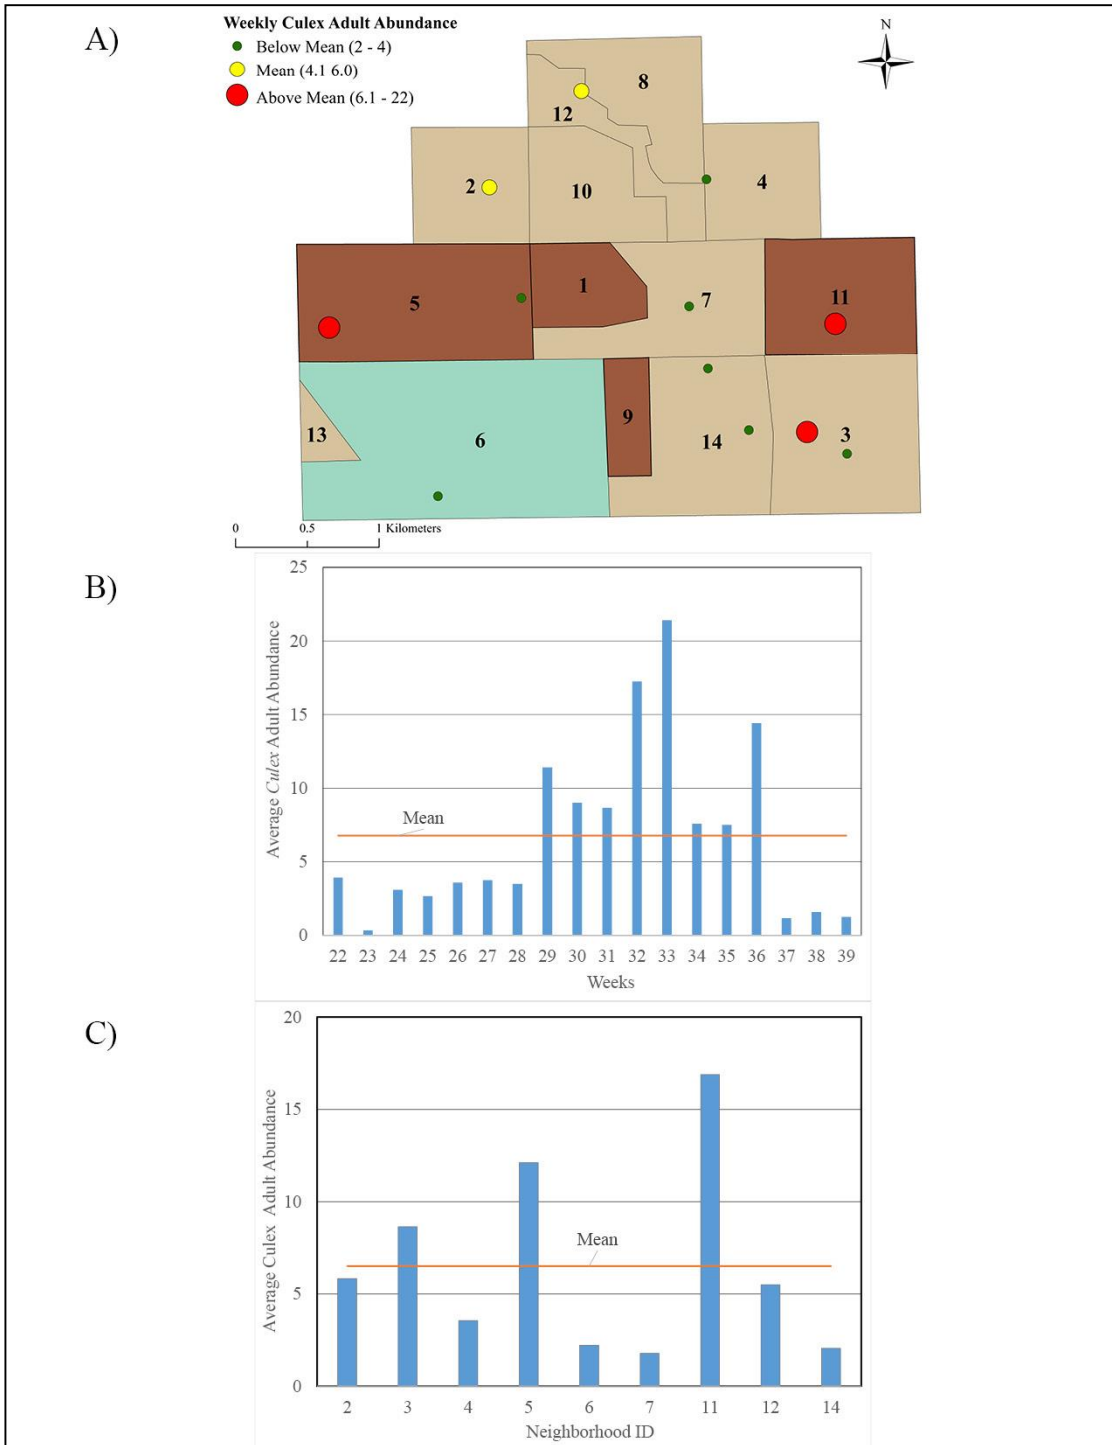 A)
Weekly Culex Adult Abundance
Below Mean (2 - 4)
Mean (4.1 6.0)
Above Mean (6.1 - 22)
N
8
12
2
10
4
5
1
7
11
13
6
9
14
3
0 0.5 1 Kilometers
B)
Average Culex Adult Abundance
25
20
15
10
5
0
Mean
22 23 24 25 26 27 28 29 30 31 32 33 34 35 36 37 38 39
Weeks
C)
Average Culex Adult Abundance
20
15
10
5
0
Mean
2 3 4 5 6 7 11 12 14
Neighborhood ID